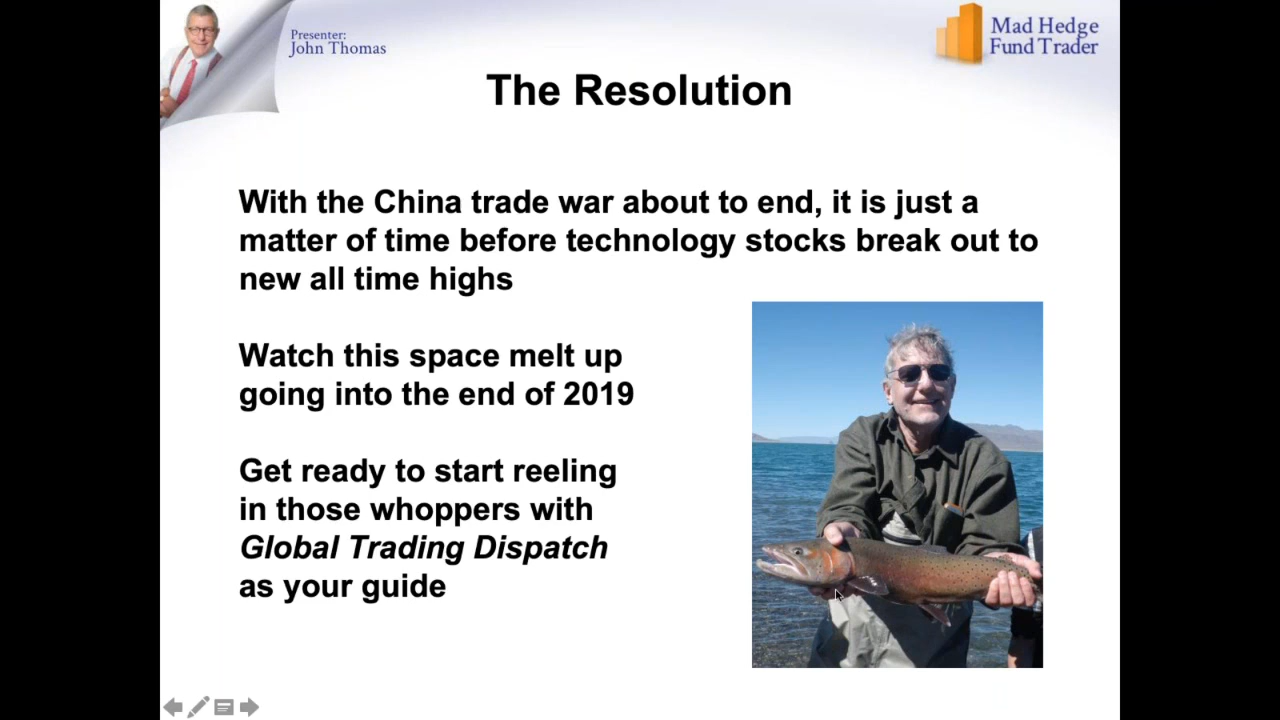 Presenter:
John Thomas
Mad Hedge
Fund Trader
The Resolution
With the China trade war about to end, it is just a
matter of time before technology stocks break out to
new all time highs
Watch this space melt up
going into the end of 2019
Get ready to start reeling
in those whoppers with
Global Trading Dispatch
as your guide